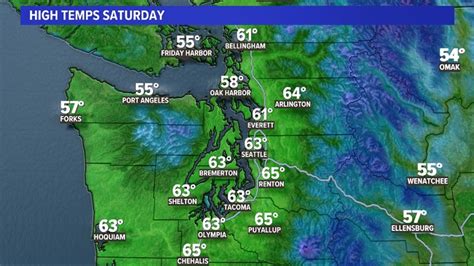 HIGH TEMPS SATURDAY
55°
FRIDAY HARBOR
61°
BELLINGHAM
54°
OMAK
55°
PORT ANGELES
58°
OAK HARBOR
64°
ARLINGTON
57°
FORKS
61°
EVERETT
63°
SEATTLE
63°
BREMERTON
65°
RENTON
55°
WENATCHEE
63°
SHELTON
63°
TACOMA
63°
HOQUIAM
63°
OLYMPIA
65°
PUYALLUP
57°
ELLENSBURG
65°
CHEHALIS